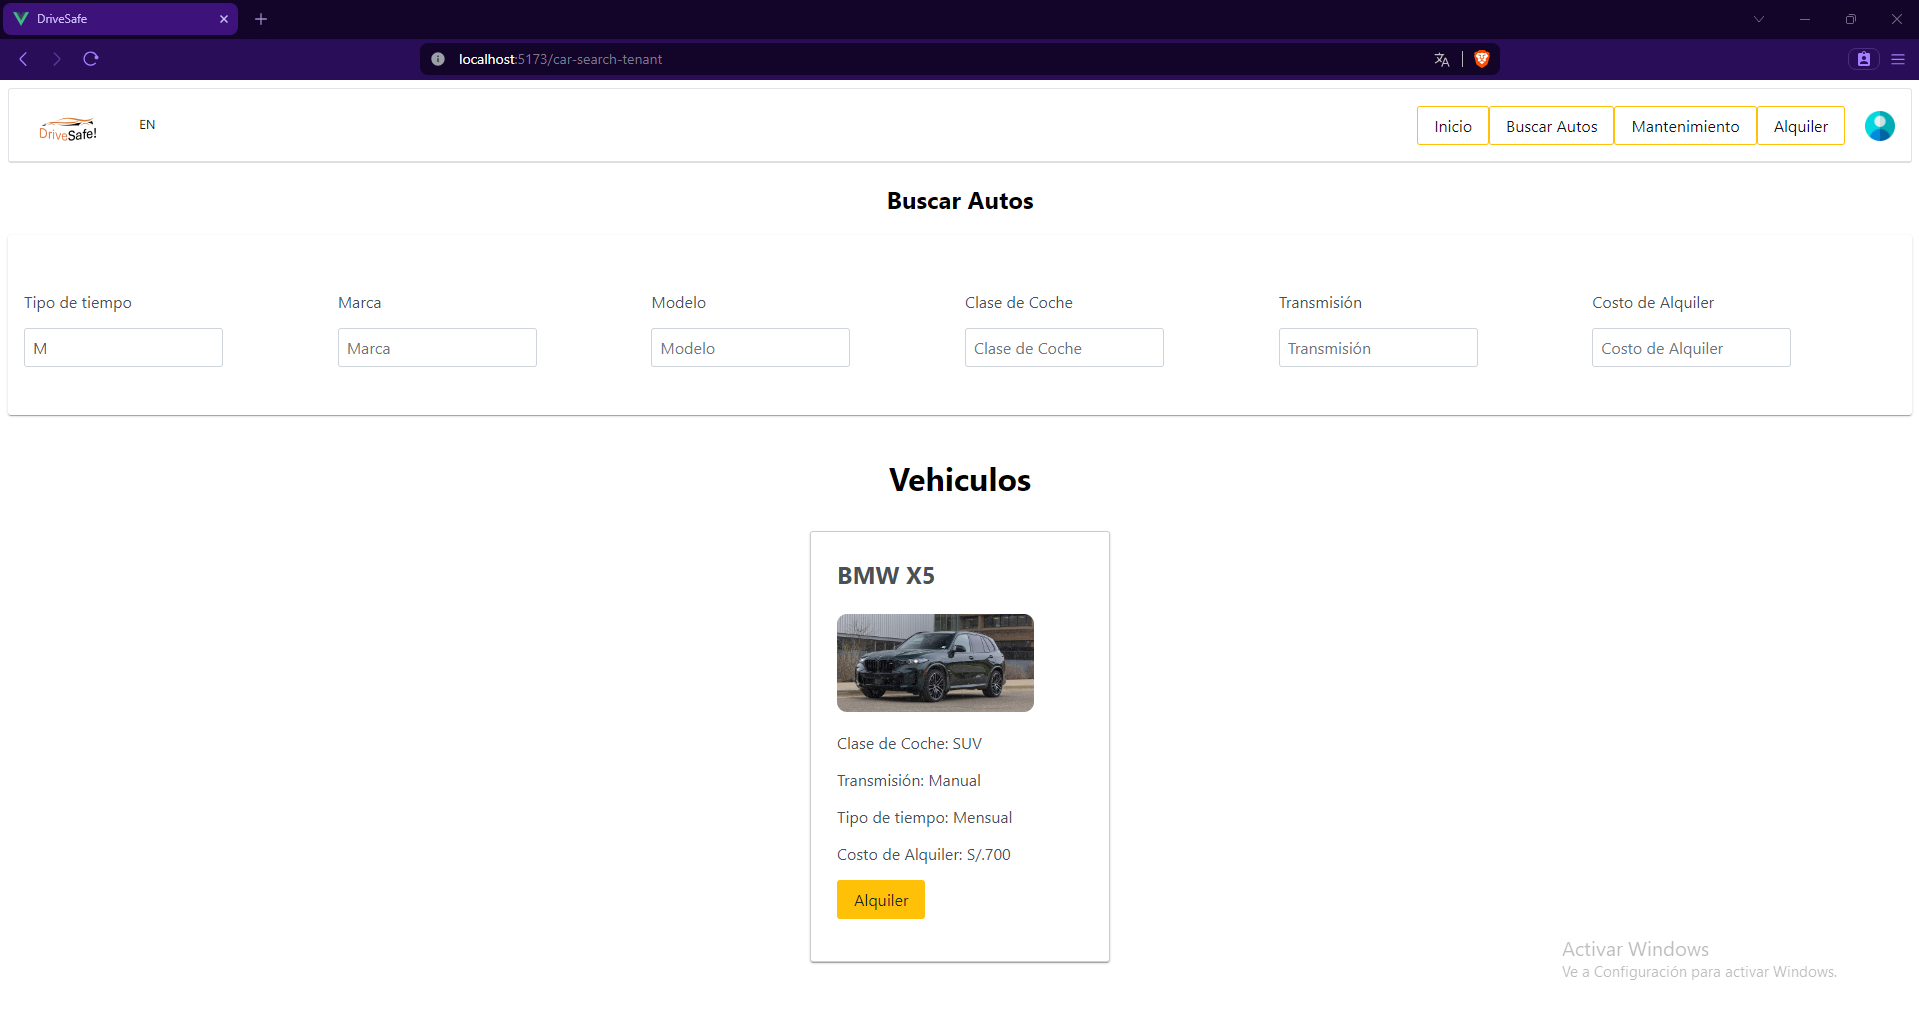 DriveSafe
localhost:5173/car-search-tenant
DriveSafe!
EN
Inicio
Buscar Autos
Mantenimiento
Alquiler
Buscar Autos
Tipo de tiempo
Marca
Modelo
Clase de Coche
Transmisión
Costo de Alquiler
M
Marca
Modelo
Clase de Coche
Transmisión
Costo de Alquiler
Vehiculos
BMW X5
Clase de Coche: SUV
Transmisión: Manual
Tipo de tiempo: Mensual
Costo de Alquiler: S/.700
Alquiler
Activar Windows
Ve a Configuración para activar Windows.